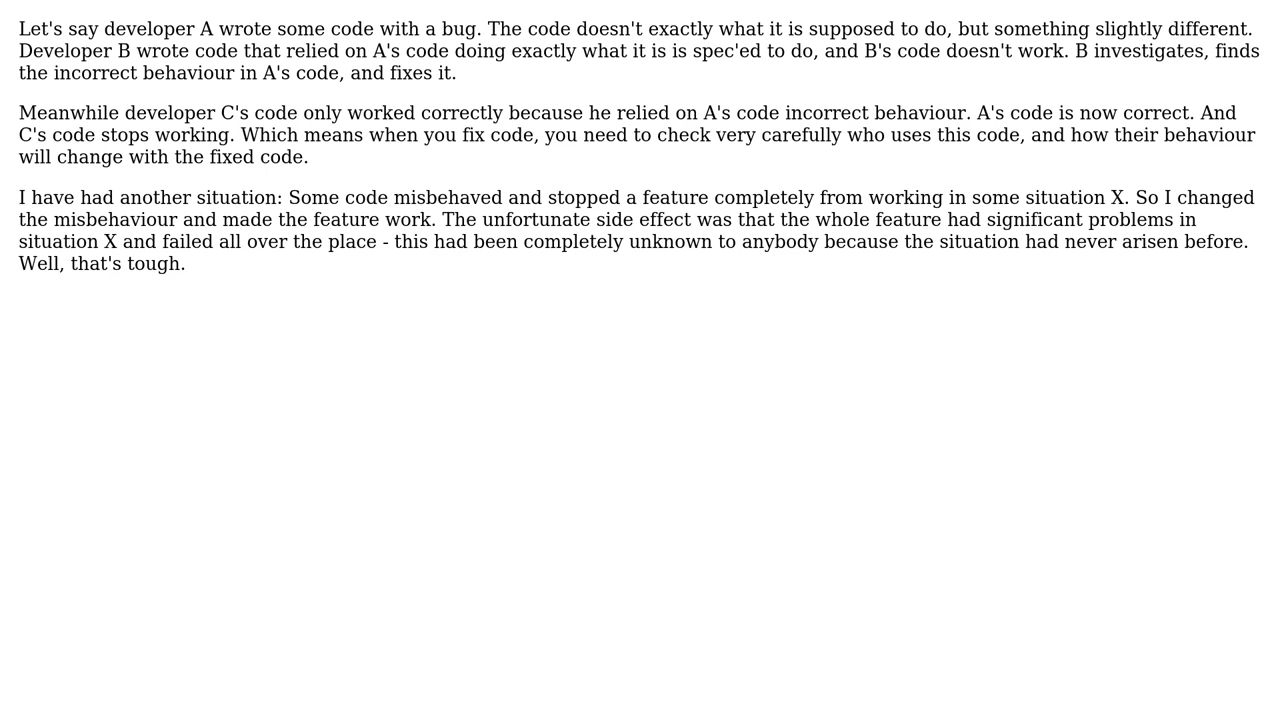 Let's say developer A wrote some code with a bug. The code doesn't exactly what it is supposed to do, but something slightly different.
Developer B wrote code that relied on A's code doing exactly what it is is spec'ed to do, and B's code doesn't work. B investigates, finds
the incorrect behaviour in A's code, and fixes it.
Meanwhile developer C's code only worked correctly because he relied on A's code incorrect behaviour. A's code is now correct. And
C's code stops working. Which means when you fix code, you need to check very carefully who uses this code, and how their behaviour
will change with the fixed code.
I have had another situation: Some code misbehaved and stopped a feature completely from working in some situation X. So I changed
the misbehaviour and made the feature work. The unfortunate side effect was that the whole feature had significant problems in
situation X and failed all over the place - this had been completely unknown to anybody because the situation had never arisen before.
Well, that's tough.